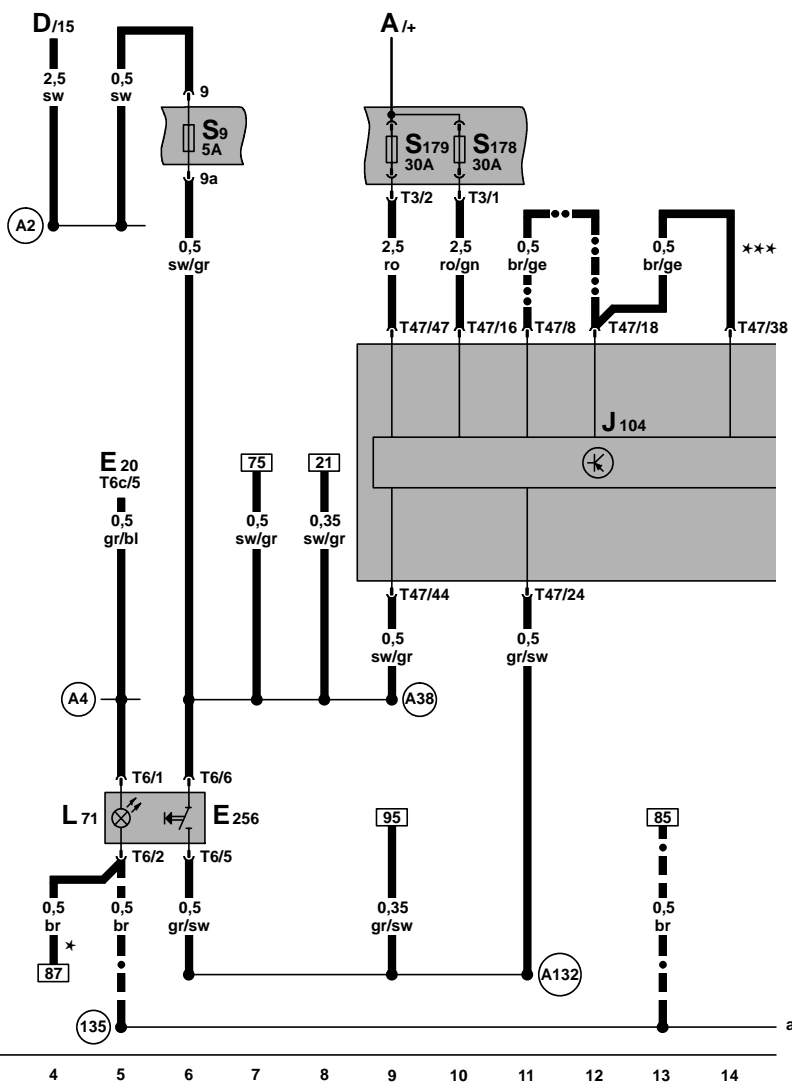 D/15 A/+
2,5 0,5 9
sw sw
S9 S179 S178
5A 30A 30A
9a T3/2 T3/1
A2
0,5 2,5 2,5 0,5 0,5 ★★★
sw/gr ro ro/gn br/ge br/ge
T47/47 T47/16 T47/8 T47/18 T47/38
J104
E20 75 21
T6c/5
0,5 0,5 0,35
gr/bl sw/gr sw/gr
T47/44 T47/24
0,5 0,5
sw/gr gr/sw
A4 A38
T6/1 T6/6
L71 E256 95 85
T6/2 T6/5
0,5 0,5 0,5 0,35 0,5
br br gr/sw gr/sw br
★
87 A132
135 a
4 5 6 7 8 9 10 11 12 13 14